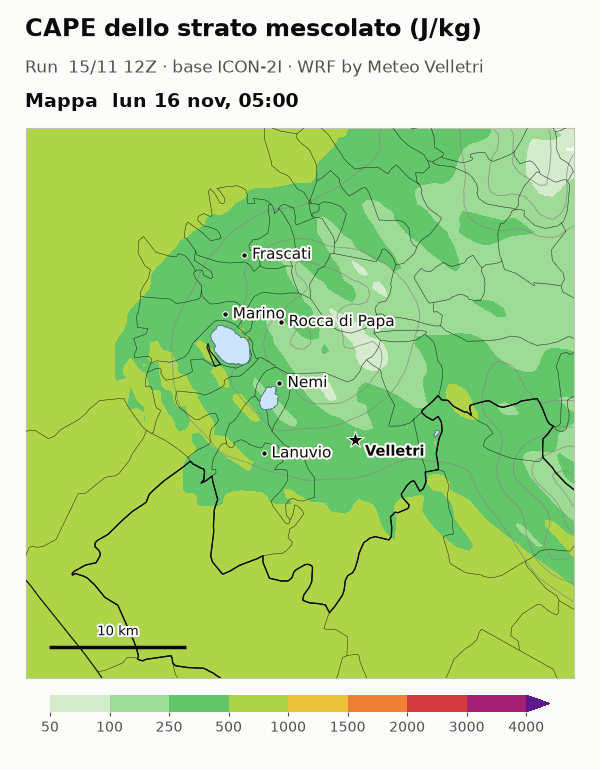 CAPE dello strato mescolato (J/kg)
Run 15/11 12Z · base ICON-2I · WRF by Meteo Velletri
Mappa lun 16 nov, 05:00
Frascati
Marino
Rocca di Papa
Nemi
Velletri
Lanuvio
10 km
50 100 250 500 1000 1500 2000 3000 4000